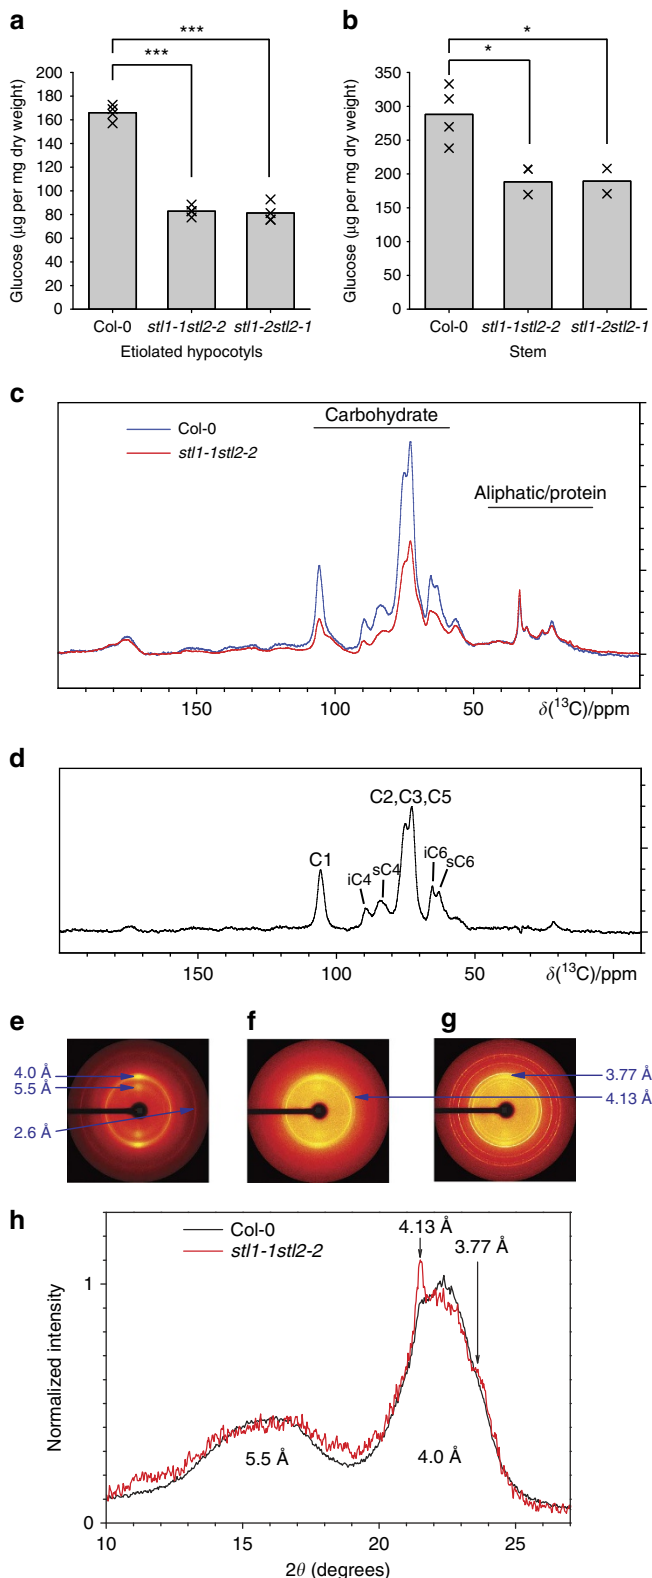 a
***
***
Glucose (µg per mg dry weight)
200
180
160
140
120
100
80
60
40
20
0
Col-0
stl1-1stl2-2
stl1-2stl2-1
Etiolated hypocotyls
b
*
*
Glucose (µg per mg dry weight)
350
300
250
200
150
100
50
0
Col-0
stl1-1stl2-2
stl1-2stl2-1
Stem
c
Col-0
stl1-1stl2-2
Carbohydrate
Aliphatic/protein
150
100
50
δ(¹³C)/ppm
d
C2,C3,C5
C1
iC4
sC4
iC6
sC6
150
100
50
δ(¹³C)/ppm
e
f
g
4.0 Å
5.5 Å
2.6 Å
3.77 Å
4.13 Å
h
Col-0
stl1-1stl2-2
4.13 Å
3.77 Å
Normalized intensity
1
0
5.5 Å
4.0 Å
10
15
20
25
2θ (degrees)